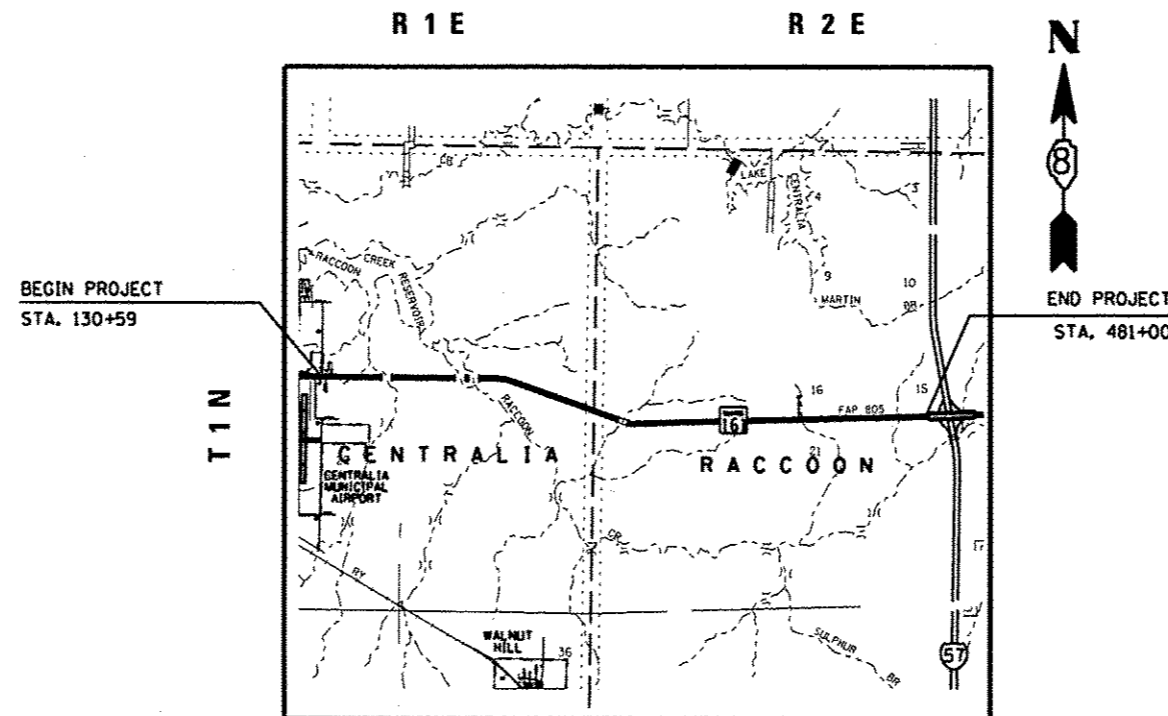 R 1 E
R 2 E
N
8
CB
LAKE
CENTRALIA
4
3
RACCOON
CREEK
RESERVOIR
9
10
MARTIN
BR
BEGIN PROJECT
STA. 130+59
END PROJECT
STA. 481+00
T 1 N
16
15
FAP 805
161
RACCOON
CENTRALIA
RACCOON
21
CENTRALIA
MUNICIPAL
AIRPORT
CR
RY
WALNUT
HILL
36
SULPHUR
BR
57